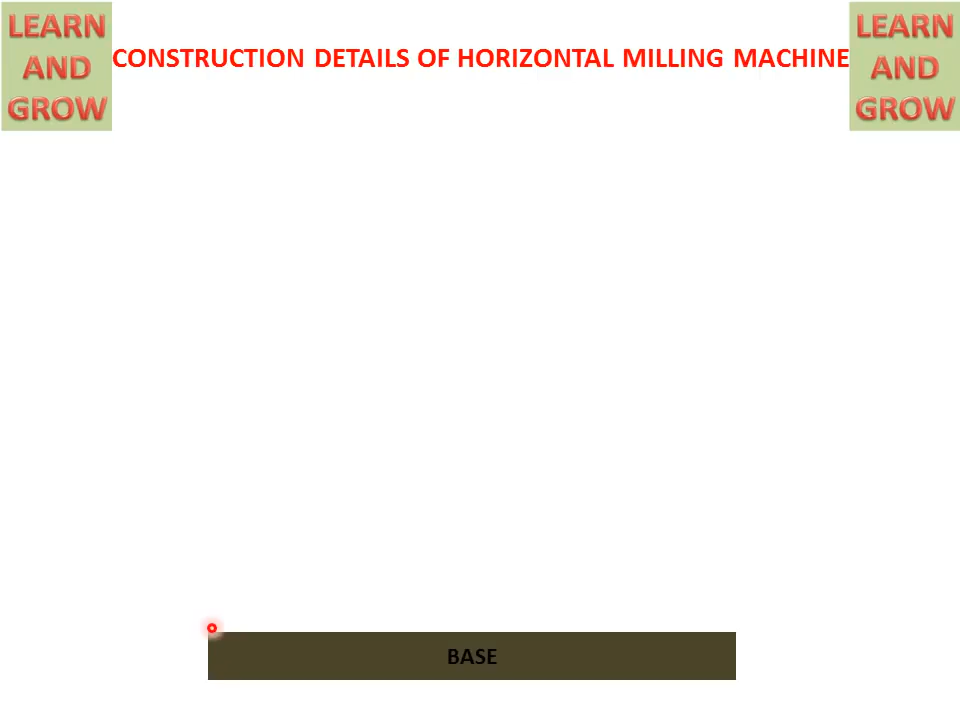 LEARN
AND
GROW
CONSTRUCTION DETAILS OF HORIZONTAL MILLING MACHINE
LEARN
AND
GROW
BASE